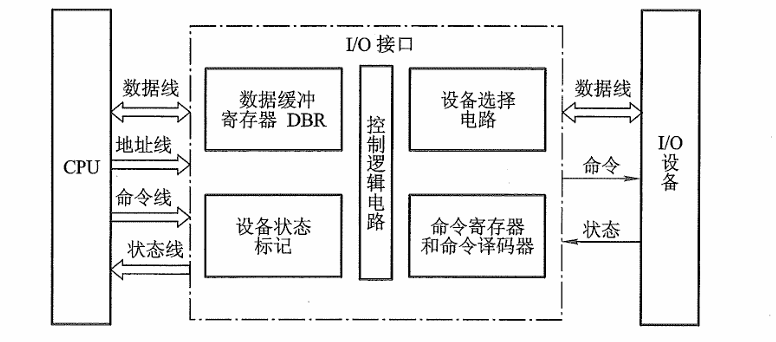 I/O 接口
CPU
数据线
地址线
命令线
状态线
数据缓冲
寄存器 DBR
设备状态
标记
控制逻辑电路
设备选择
电路
命令寄存器
和命令译码器
数据线
命令
状态
I/O
设备